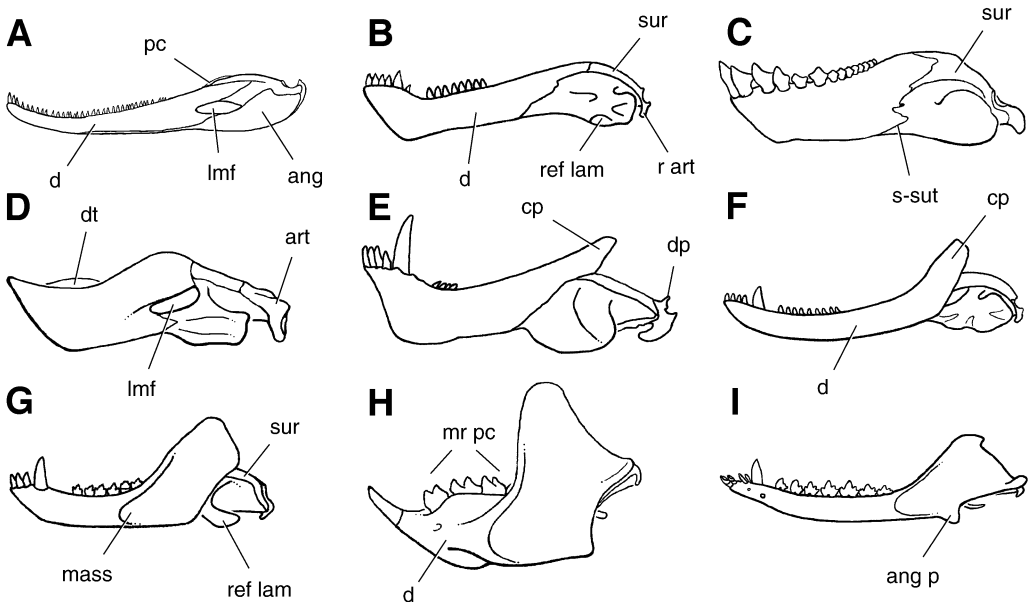 A
pc
d
lmf
ang
B
sur
d
ref lam
r art
C
sur
s-sut
D
dt
art
lmf
E
cp
dp
F
cp
d
G
sur
mass
ref lam
H
mr pc
d
I
ang p